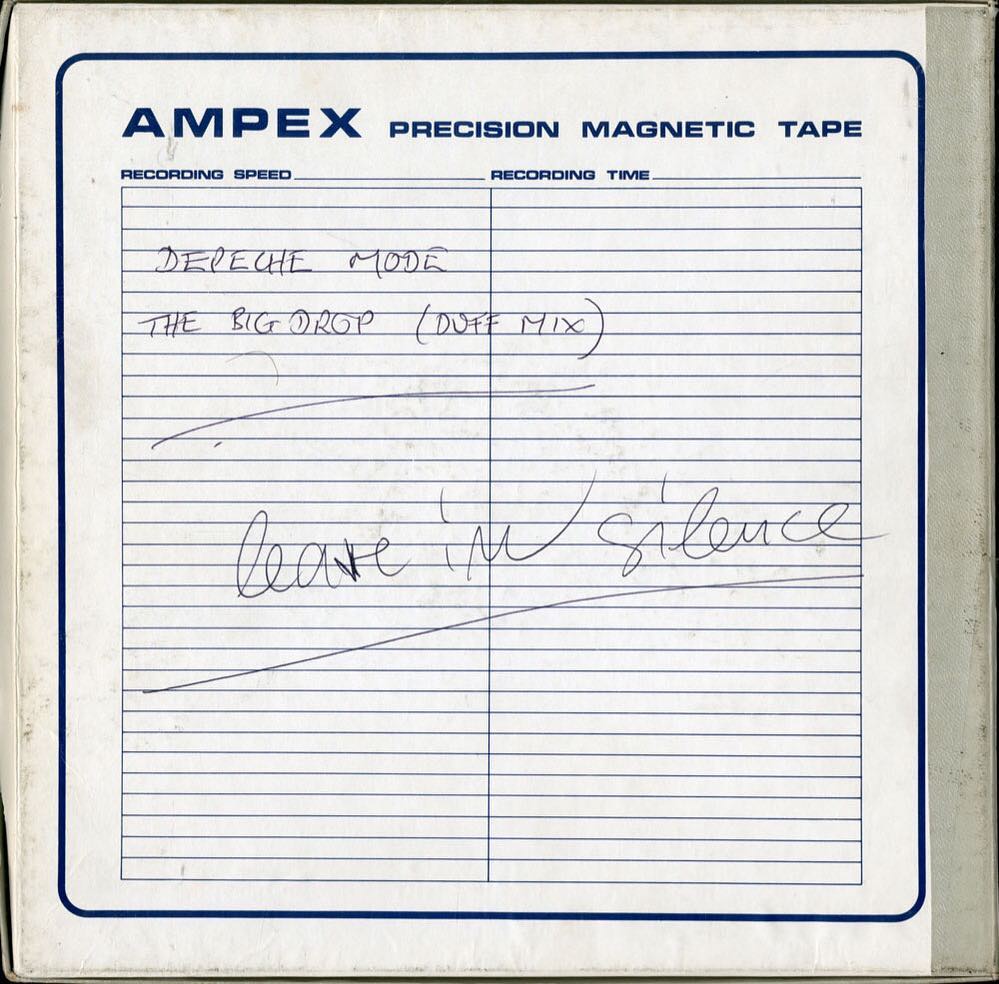 AMPEX PRECISION MAGNETIC TAPE
RECORDING SPEED RECORDING TIME
DEPECHE MODE
THE BIG DROP (DUFF MIX)
leave in silence